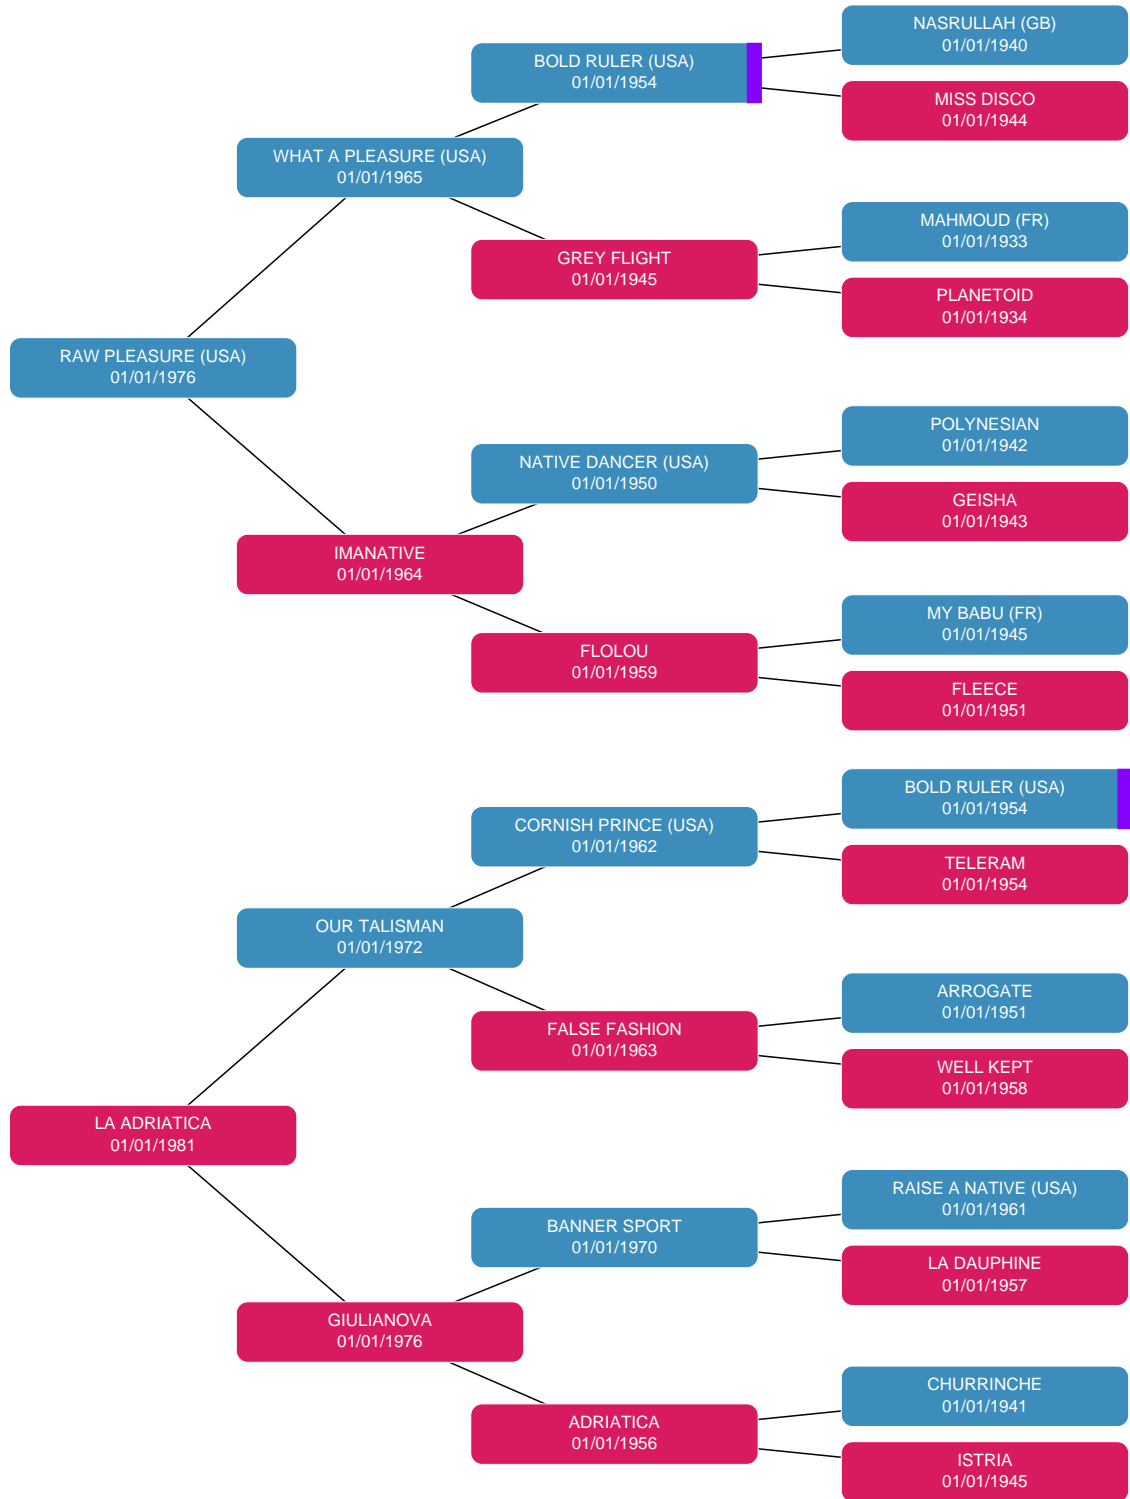 NASRULLAH (GB)
01/01/1940
BOLD RULER (USA)
01/01/1954
MISS DISCO
01/01/1944
WHAT A PLEASURE (USA)
01/01/1965
MAHMOUD (FR)
01/01/1933
GREY FLIGHT
01/01/1945
PLANETOID
01/01/1934
RAW PLEASURE (USA)
01/01/1976
POLYNESIAN
01/01/1942
NATIVE DANCER (USA)
01/01/1950
GEISHA
01/01/1943
IMANATIVE
01/01/1964
MY BABU (FR)
01/01/1945
FLOLOU
01/01/1959
FLEECE
01/01/1951
BOLD RULER (USA)
01/01/1954
CORNISH PRINCE (USA)
01/01/1962
TELERAM
01/01/1954
OUR TALISMAN
01/01/1972
ARROGATE
01/01/1951
FALSE FASHION
01/01/1963
WELL KEPT
01/01/1958
LA ADRIATICA
01/01/1981
RAISE A NATIVE (USA)
01/01/1961
BANNER SPORT
01/01/1970
LA DAUPHINE
01/01/1957
GIULIANOVA
01/01/1976
CHURRINCHE
01/01/1941
ADRIATICA
01/01/1956
ISTRIA
01/01/1945